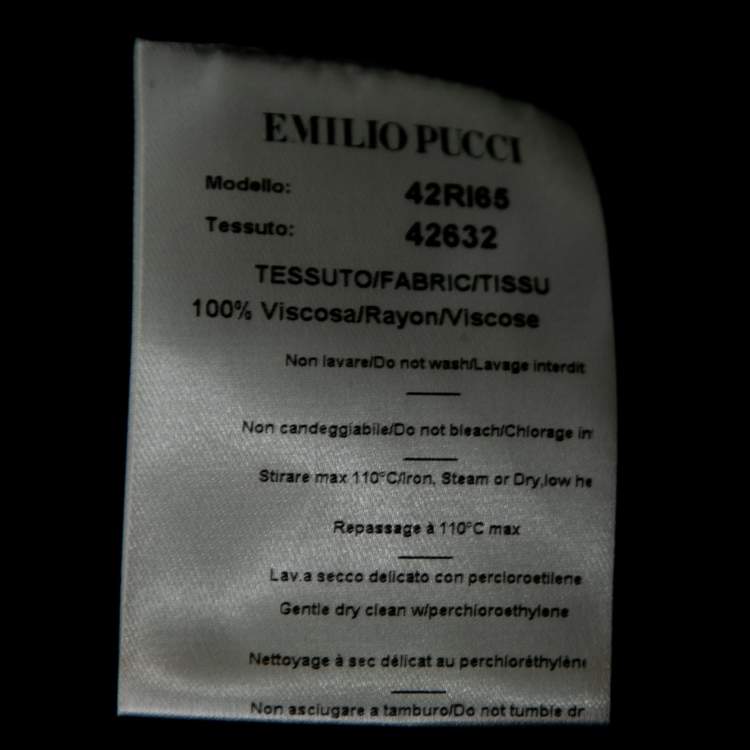 EMILIO PUCCI
Modello: 42RI65
Tessuto: 42632
TESSUTO/FABRIC/TISSU
100% Viscosa/Rayon/Viscose
Non lavare/Do not wash/Lavage interdit
Non candeggiabile/Do not bleach/Chlorage in
Stirare max 110°C/Iron, Steam or Dry,low he
Repassage à 110°C max
Lav.a secco delicato con percloroetilene
Gentle dry clean w/perchloroethylene
Nettoyage à sec délicat au perchloréthylène
Non asciugare a tamburo/Do not tumble dr